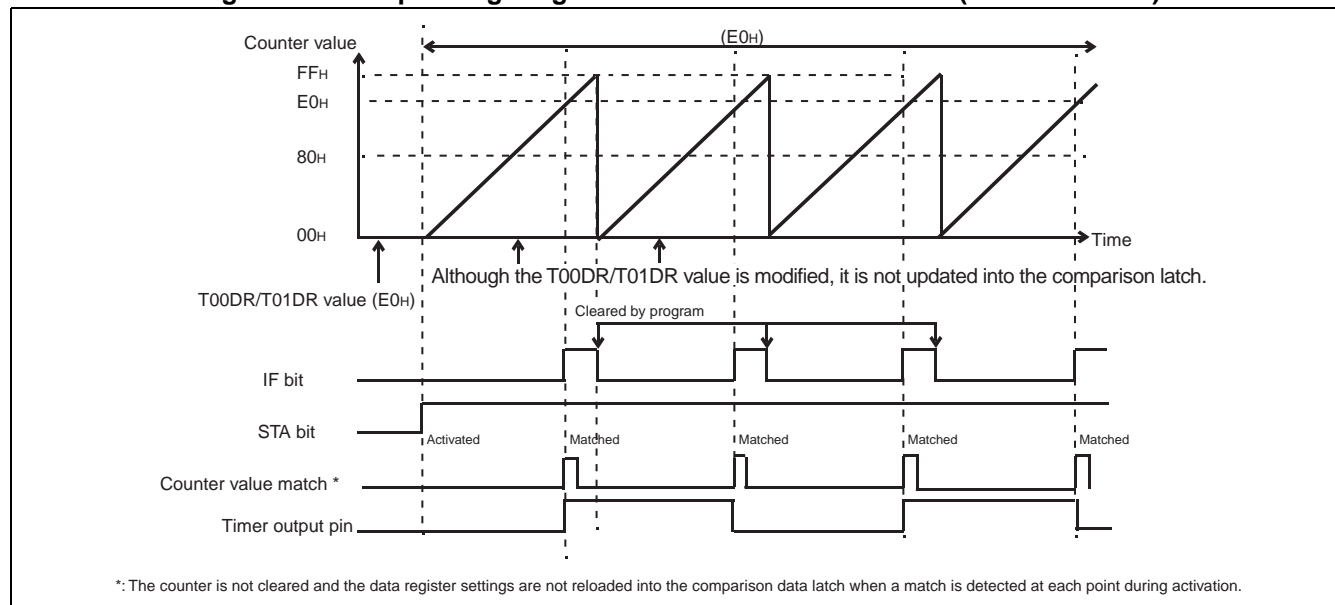 (E0H)
Counter value
FFH
E0H
80H
00H
Time
Although the T00DR/T01DR value is modified, it is not updated into the comparison latch.
T00DR/T01DR value (E0H)
Cleared by program
IF bit
STA bit
Activated Matched Matched Matched Matched
Counter value match *
Timer output pin
*: The counter is not cleared and the data register settings are not reloaded into the comparison data latch when a match is detected at each point during activation.